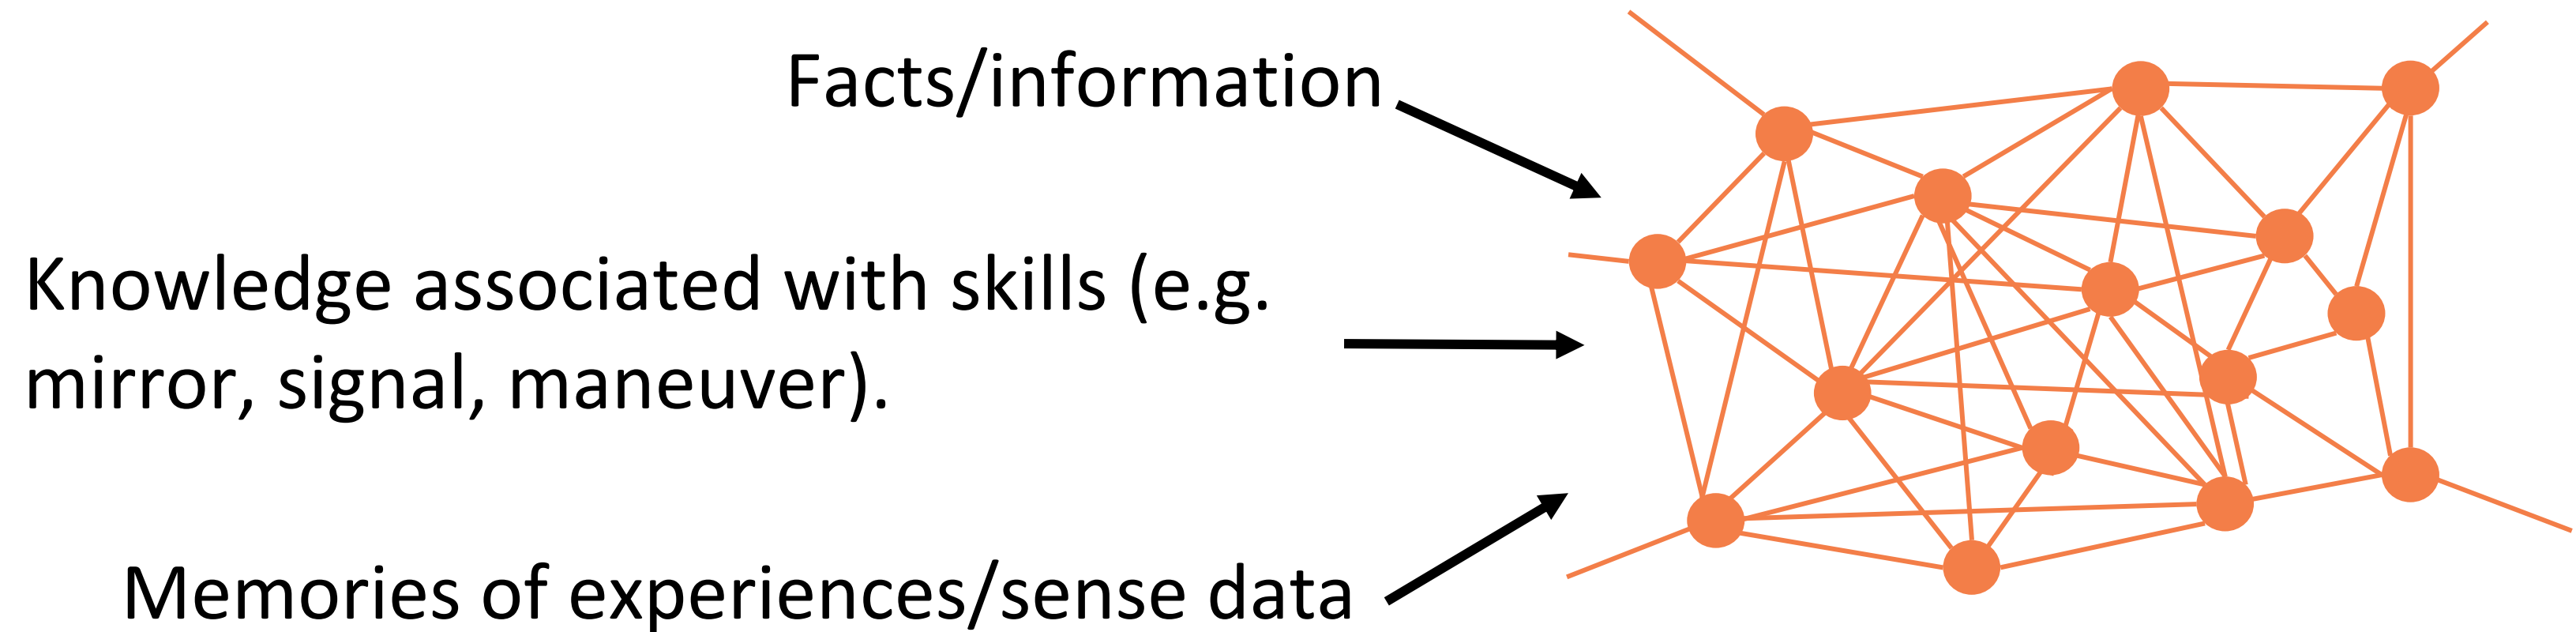 Facts/information
Knowledge associated with skills (e.g.
mirror, signal, maneuver).
Memories of experiences/sense data